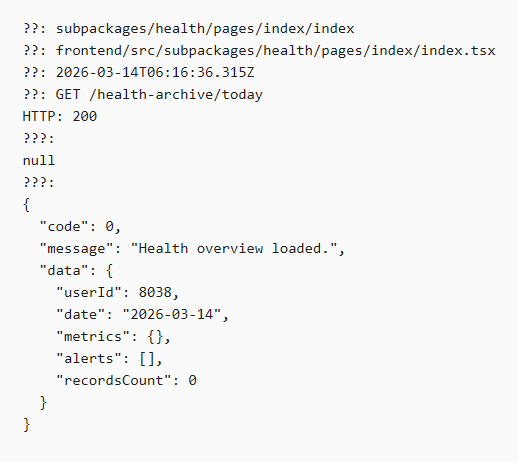 ??: subpackages/health/pages/index/index
??: frontend/src/subpackages/health/pages/index/index.tsx
??: 2026-03-14T06:16:36.315Z
??: GET /health-archive/today
HTTP: 200
???:
null
???:
{
  "code": 0,
  "message": "Health overview loaded.",
  "data": {
    "userId": 8038,
    "date": "2026-03-14",
    "metrics": {},
    "alerts": [],
    "recordsCount": 0
  }
}